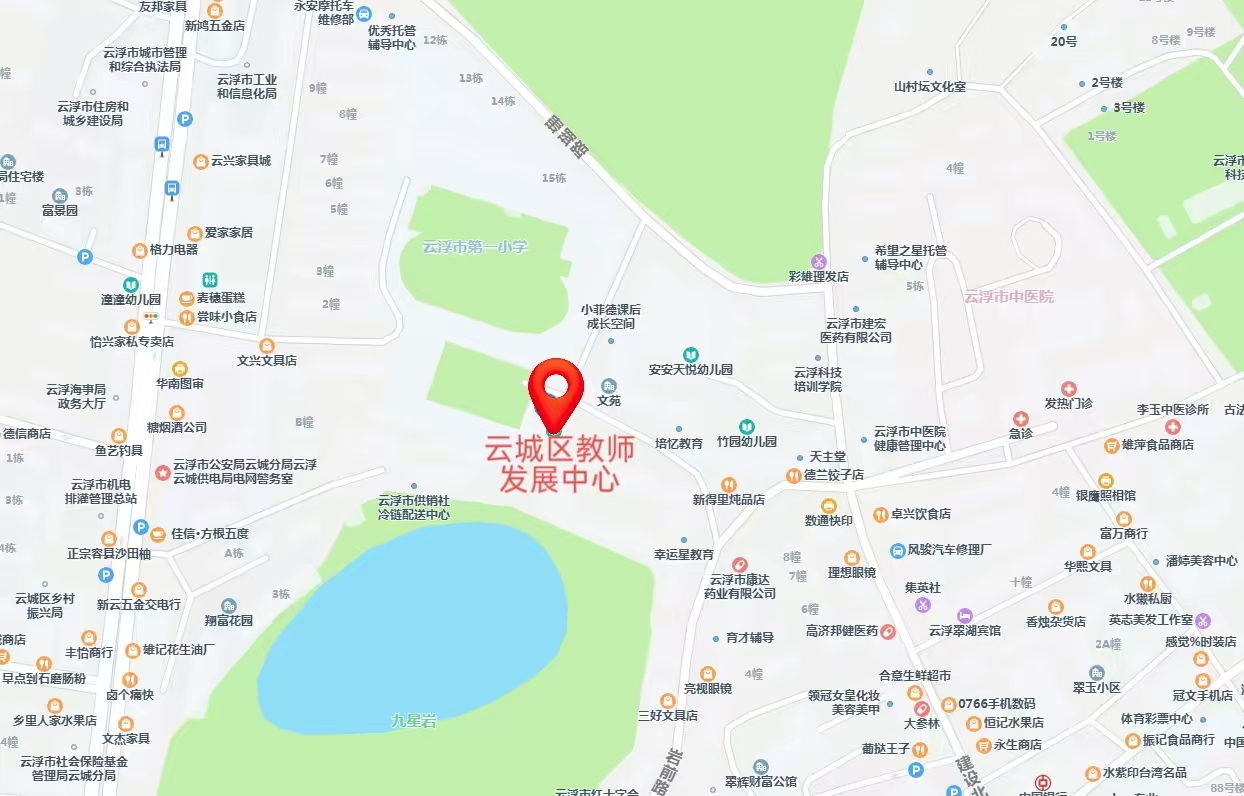 友邦家具
新鸿五金店
永安摩托车
维修部
优秀托管
辅导中心
12栋
20号
8号楼
9号楼
云浮市城市管理
和综合执法局
云浮市工业
和信息化局
9幢
13栋
14栋
山村坛文化室
2号楼
3号楼
云浮市住房和
城乡建设局
P
8幢
1号楼
云兴家具城
7幢
6幢
5幢
15栋
4幢
局住宅楼
1幢
3栋
富景园
爱家家居
格力电器
P
云浮市第一小学
彩维理发店
希望之星托管
辅导中心
5栋
云浮市中医院
3幢
2幢
潼潼幼儿园
麦穗蛋糕
尝味小食店
怡兴家私专卖店
文兴文具店
小菲德课后
成长空间
云浮市建宏
医药有限公司
安安天悦幼儿园
云浮科技
培训学院
华南图审
云浮海事局
政务大厅
文苑
发热门诊
李玉中医诊所
古法
糖烟酒公司
B幢
急诊
德信商店
1栋
鱼艺钓具
云城区教师
发展中心
培忆教育
竹园幼儿园
云浮市中医院
健康管理中心
雄萍食品商店
天主堂
德兰饺子店
云浮市公安局云城分局云浮
云城供电局电网警务室
云浮市机电
排灌管理总站
3栋
云浮市供销社
冷链配送中心
新得里炖品店
数通快印
卓兴饮食店
4幢
银鹰照相馆
富万商行
P
佳信·方根五度
正宗容县沙田柚
A栋
4栋
幸运星教育
风骏汽车修理厂
华熙文具
潘婷美容中心
8幢
7幢
理想眼镜
云浮市康达
药业有限公司
P
3栋
新云五金交电行
翔富花园
云城区乡村
振兴局
集英社
十幢
水獭私厨
6幢
云浮翠湖宾馆
香烛杂货店
英志美发工作室
高济邦健医药
育才辅导
2A幢
感觉%时装店
商店
丰怡商行
雄记花生油厂
早点到石磨肠粉
卤个痛快
4幢
亮视眼镜
合意生鲜超市
翠玉小区
冠文手机店
领冠女皇化妆
美容美甲
大参林
0766手机数码
恒记水果店
乡里人家水果店
文杰家具
九星岩
三好文具店
体育彩票中心
振记食品商行
葡挞王子
永生商店
P
4幢
云浮市社会保险基金
管理局云城分局
翠辉财富公馆
建设北
水紫印台湾名品
88号楼
P